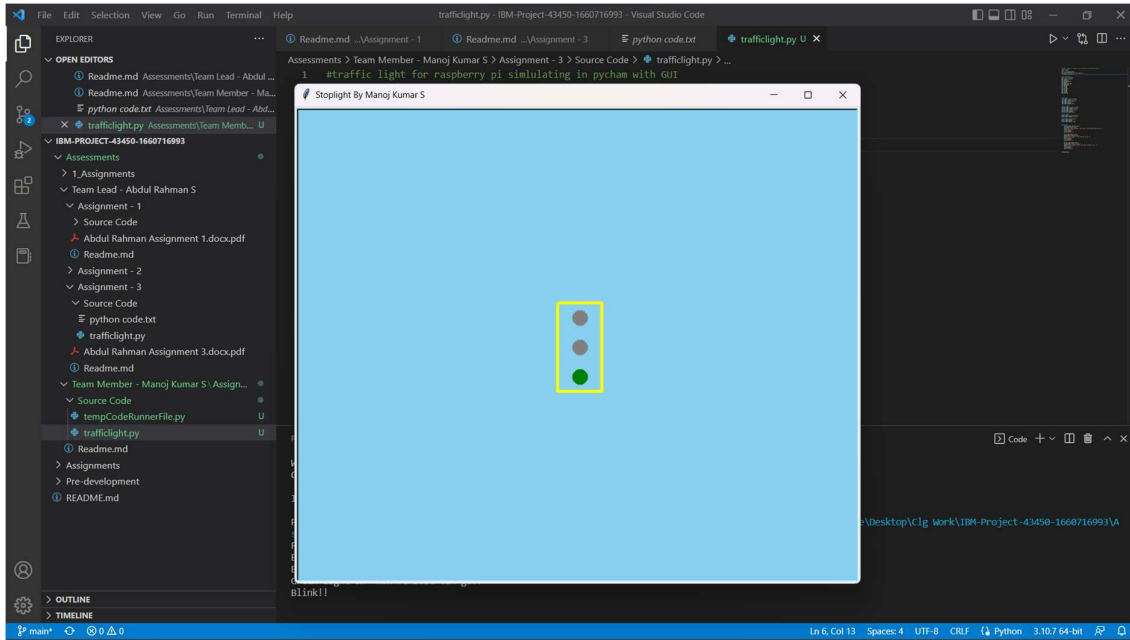 File Edit Selection View Go Run Terminal Help
trafficlight.py - IBM-Project-43450-1660716993 - Visual Studio Code
EXPLORER
Readme.md ...\Assignment - 1
Readme.md ...\Assignment - 3
python code.txt
trafficlight.py U
OPEN EDITORS
Readme.md Assessments\Team Lead - Abdul ...
Readme.md Assessments\Team Member - Ma...
python code.txt Assessments\Team Lead - Abd...
trafficlight.py Assessments\Team Memb... U
Assessments > Team Member - Manoj Kumar S > Assignment - 3 > Source Code > trafficlight.py > ...
1 #traffic light for raspberry pi simlulating in pycham with GUI
Stoplight By Manoj Kumar S
IBM-PROJECT-43450-1660716993
Assessments
1_Assignments
Team Lead - Abdul Rahman S
Assignment - 1
Source Code
Abdul Rahman Assignment 1.docx.pdf
Readme.md
Assignment - 2
Assignment - 3
Source Code
python code.txt
trafficlight.py
Abdul Rahman Assignment 3.docx.pdf
Readme.md
Team Member - Manoj Kumar S\Assign...
Source Code
tempCodeRunnerFile.py U
trafficlight.py U
Readme.md
Assignments
Pre-development
README.md
OUTLINE
TIMELINE
2
Code
e\Desktop\Clg Work\IBM-Project-43450-1660716993\A
Blink!!
main* 0 0
Ln 6, Col 13 Spaces: 4 UTF-8 CRLF Python 3.10.7 64-bit